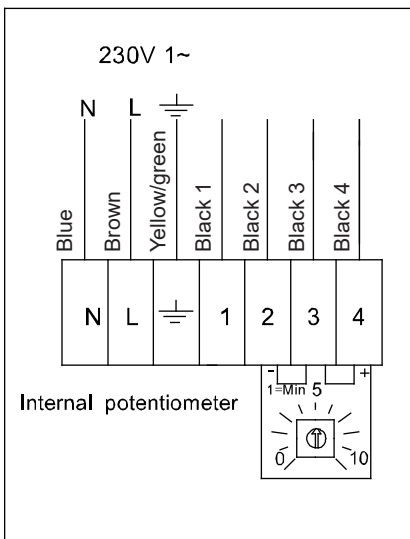 230V 1~
N L
Blue Brown Yellow/green Black 1 Black 2 Black 3 Black 4
N L 1 2 3 4
- +
1=Min 5
Internal potentiometer
0 10